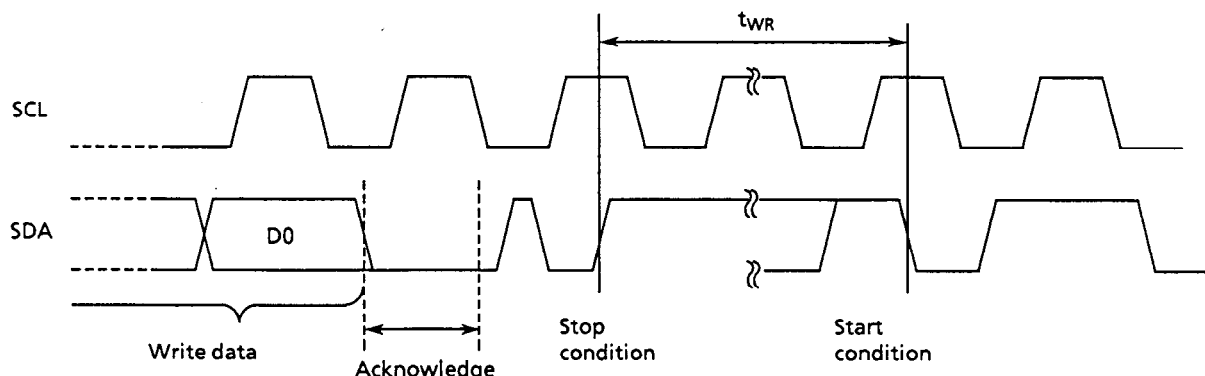 tWR
SCL
SDA
D0
Write data
Acknowledge
Stop
condition
Start
condition